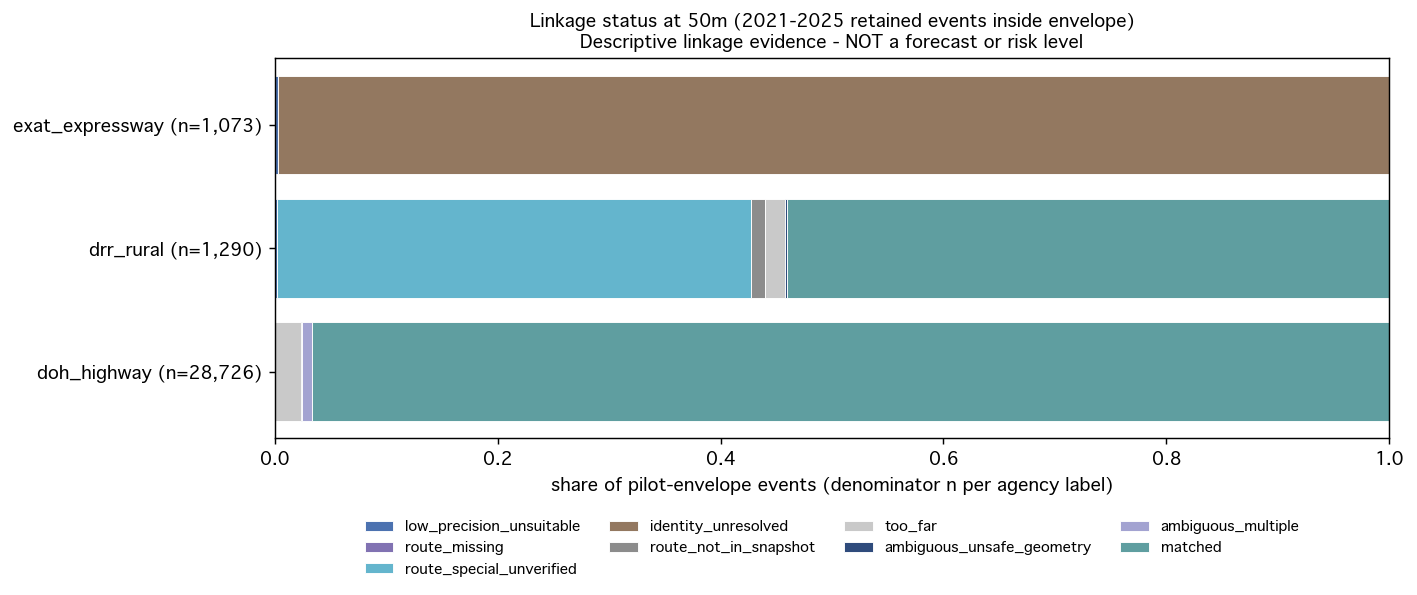 Linkage status at 50m (2021-2025 retained events inside envelope)
Descriptive linkage evidence - NOT a forecast or risk level
exat_expressway (n=1,073)
drr_rural (n=1,290)
doh_highway (n=28,726)
0.0 0.2 0.4 0.6 0.8 1.0
share of pilot-envelope events (denominator n per agency label)
low_precision_unsuitable identity_unresolved too_far ambiguous_multiple
route_missing route_not_in_snapshot ambiguous_unsafe_geometry matched
route_special_unverified